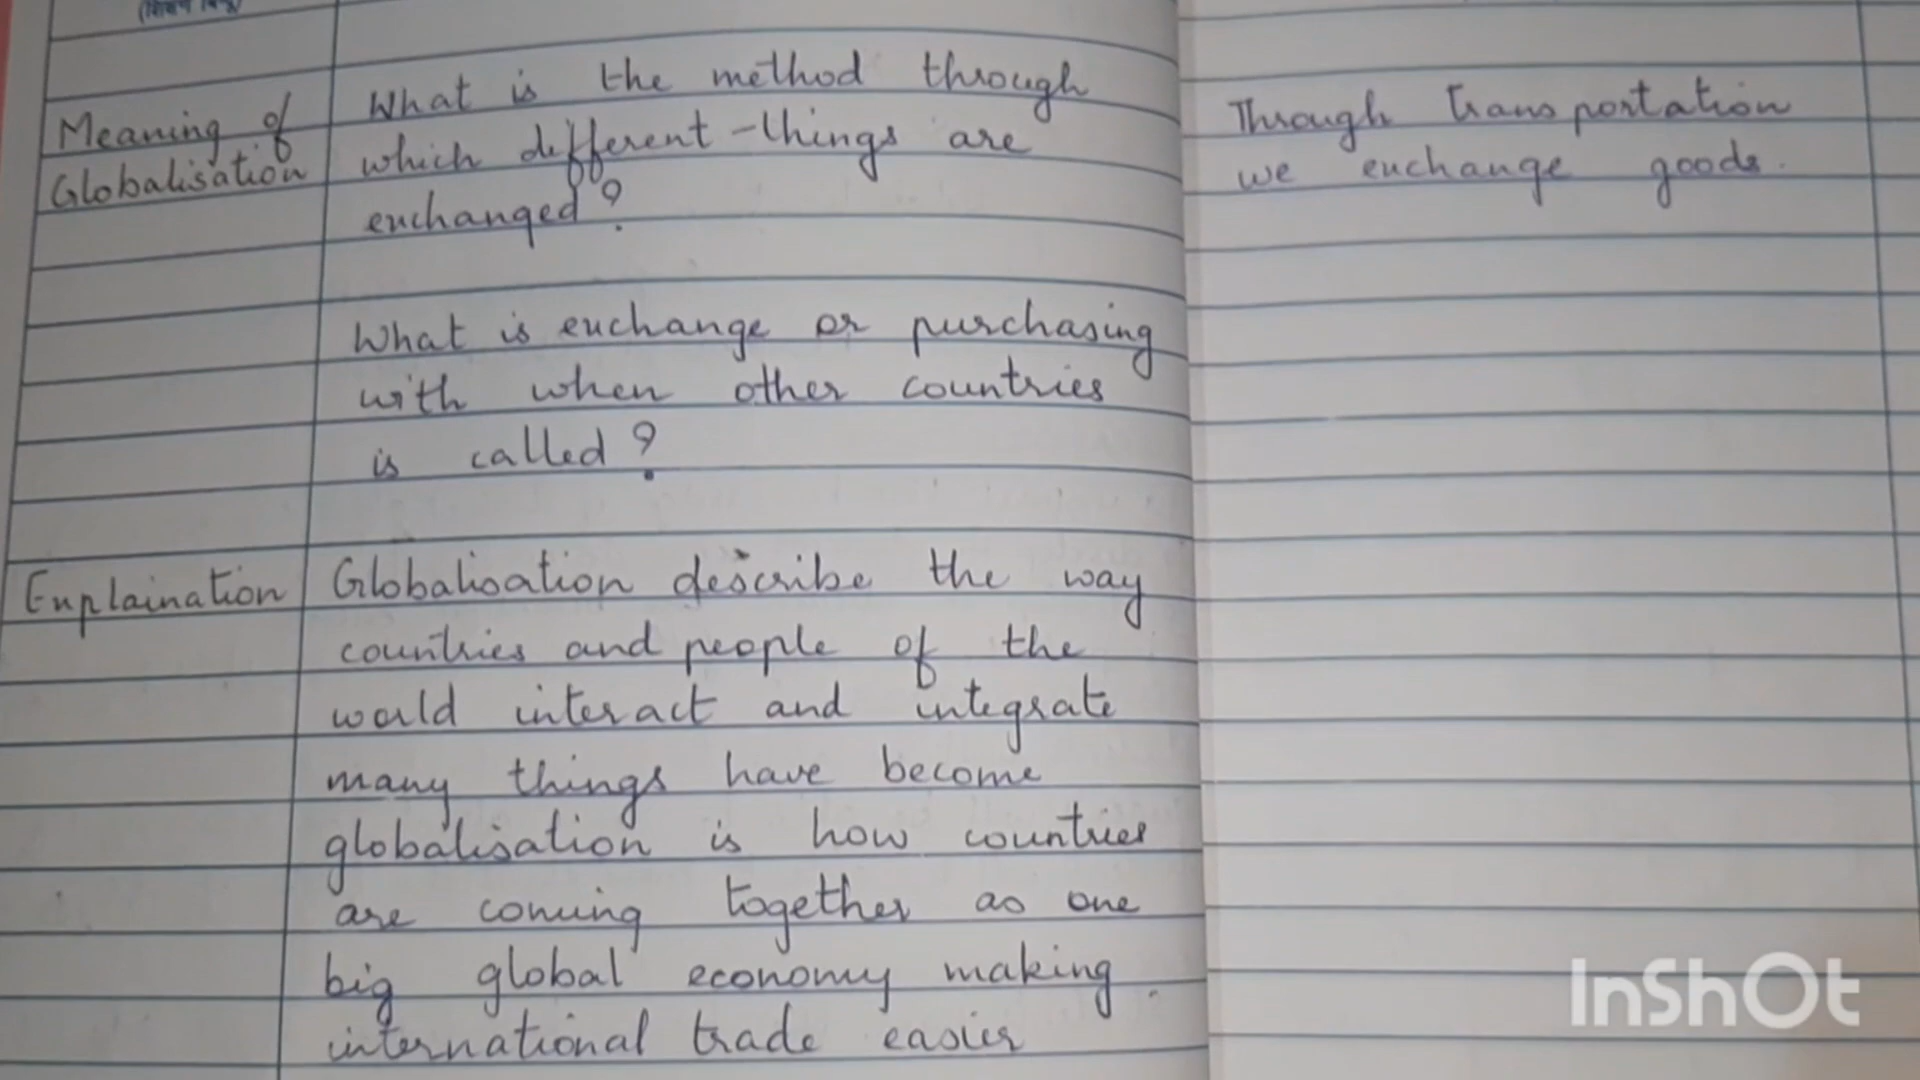 (शिक्षण बिन्दु)
Meaning of
Globalisation
What is the method through
which different things are
exchanged?
Through transportation
we exchange goods.
What is exchange or purchasing
with when other countries
is called?
Explaination
Globalisation describe the way
countries and people of the
world interact and integrate
many things have become
globalisation is how countries
are coming together as one
big global economy making
international trade easier
InShOt